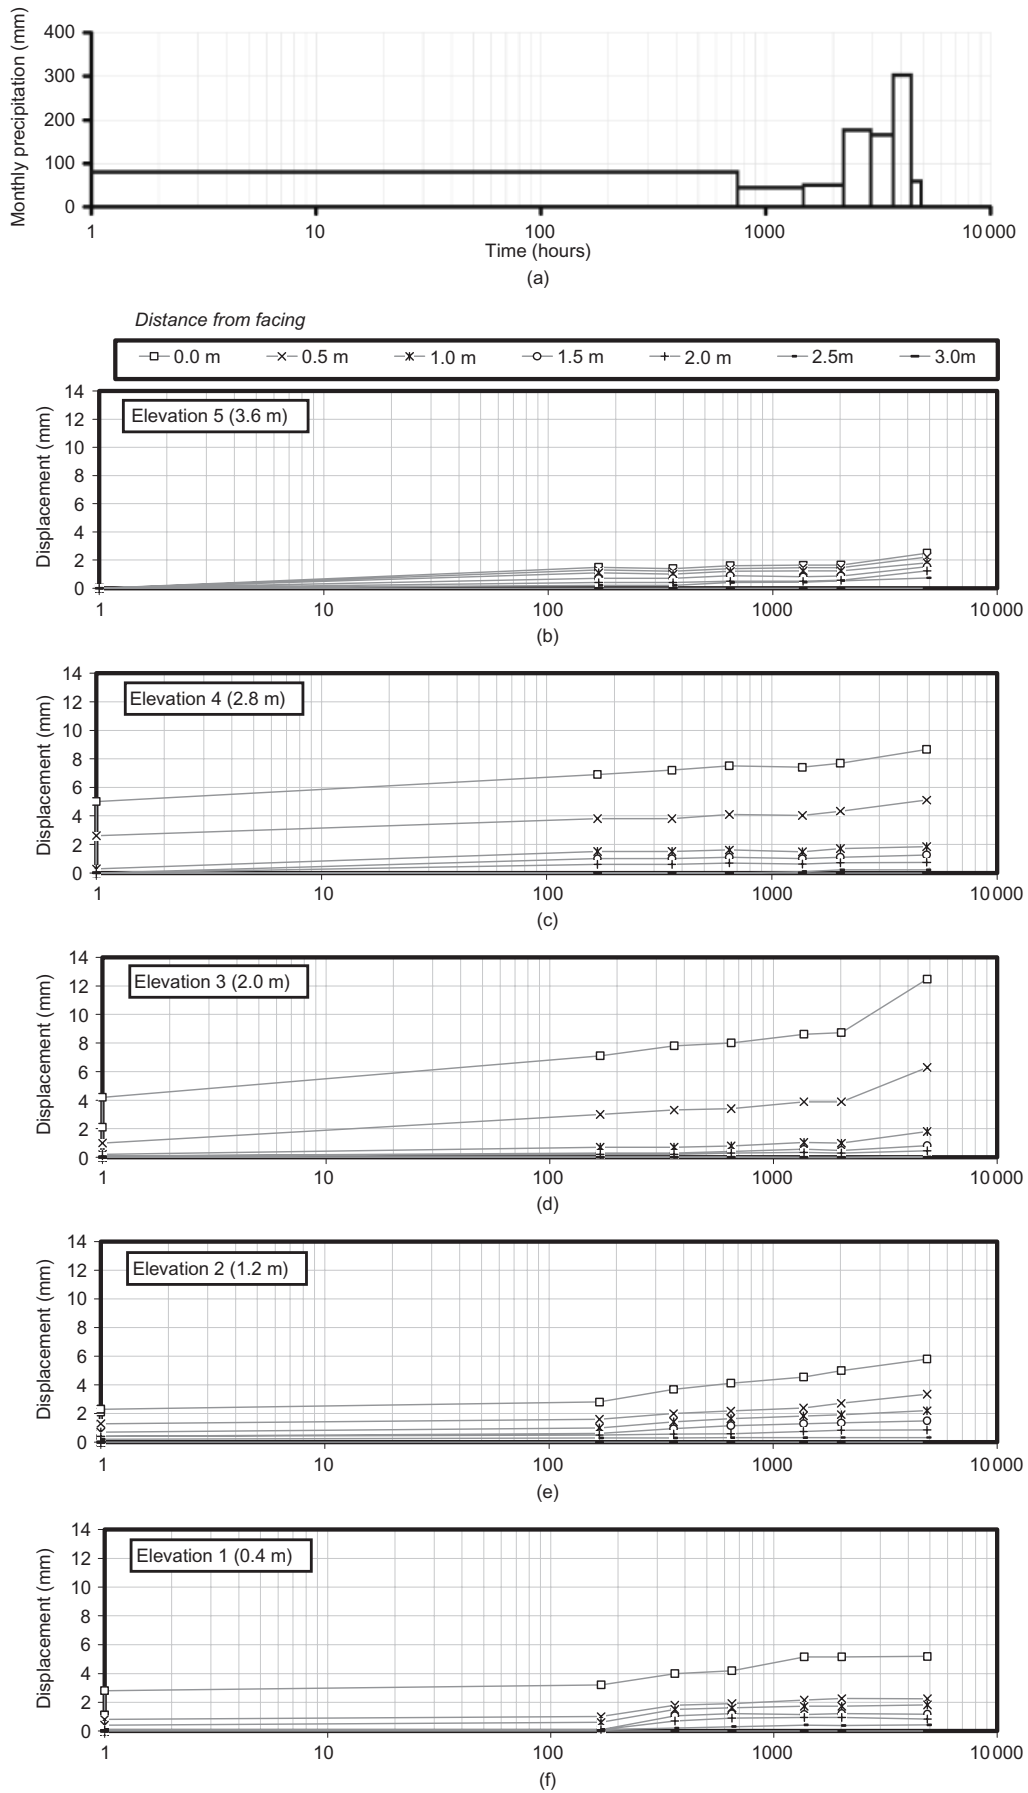 Monthly precipitation (mm)
400
300
200
100
0
1 10 100 1000 10 000
Time (hours)
(a)
Distance from facing
0.0 m 0.5 m 1.0 m 1.5 m 2.0 m 2.5m 3.0m
Displacement (mm)
14
12
10
8
6
4
2
0
Elevation 5 (3.6 m)
1 10 100 1000 10 000
(b)
Displacement (mm)
14
12
10
8
6
4
2
0
Elevation 4 (2.8 m)
1 10 100 1000 10 000
(c)
Displacement (mm)
14
12
10
8
6
4
2
0
Elevation 3 (2.0 m)
1 10 100 1000 10 000
(d)
Displacement (mm)
14
12
10
8
6
4
2
0
Elevation 2 (1.2 m)
1 10 100 1000 10 000
(e)
Displacement (mm)
14
12
10
8
6
4
2
0
Elevation 1 (0.4 m)
1 10 100 1000 10 000
(f)